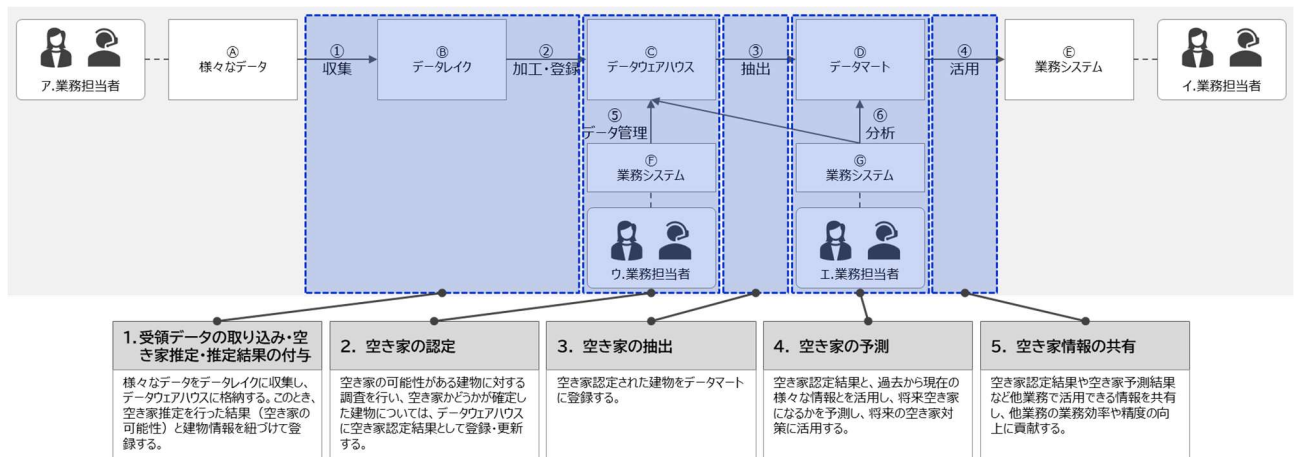 ア.業務担当者
Ⓐ
様々なデータ
①
収集
Ⓑ
データレイク
②
加工・登録
Ⓒ
データウェアハウス
③
抽出
Ⓓ
データマート
④
活用
Ⓔ
業務システム
イ.業務担当者
⑤
データ管理
⑥
分析
Ⓕ
業務システム
Ⓖ
業務システム
ウ.業務担当者
エ.業務担当者
1.受領データの取り込み・空
き家推定・推定結果の付与
様々なデータをデータレイクに収集し、
データウェアハウスに格納する。このとき、
空き家推定を行った結果（空き家の
可能性）と建物情報を紐づけて登
録する。
2. 空き家の認定
空き家の可能性がある建物に対する
調査を行い、空き家かどうかが確定し
た建物については、データウェアハウス
に空き家認定結果として登録・更新
する。
3. 空き家の抽出
空き家認定された建物をデータマート
に登録する。
4. 空き家の予測
空き家認定結果と、過去から現在の
様々な情報とを活用し、将来空き家
になるかを予測し、将来の空き家対
策に活用する。
5. 空き家情報の共有
空き家認定結果や空き家予測結果
など他業務で活用できる情報を共有
し、他業務の業務効率や精度の向
上に貢献する。